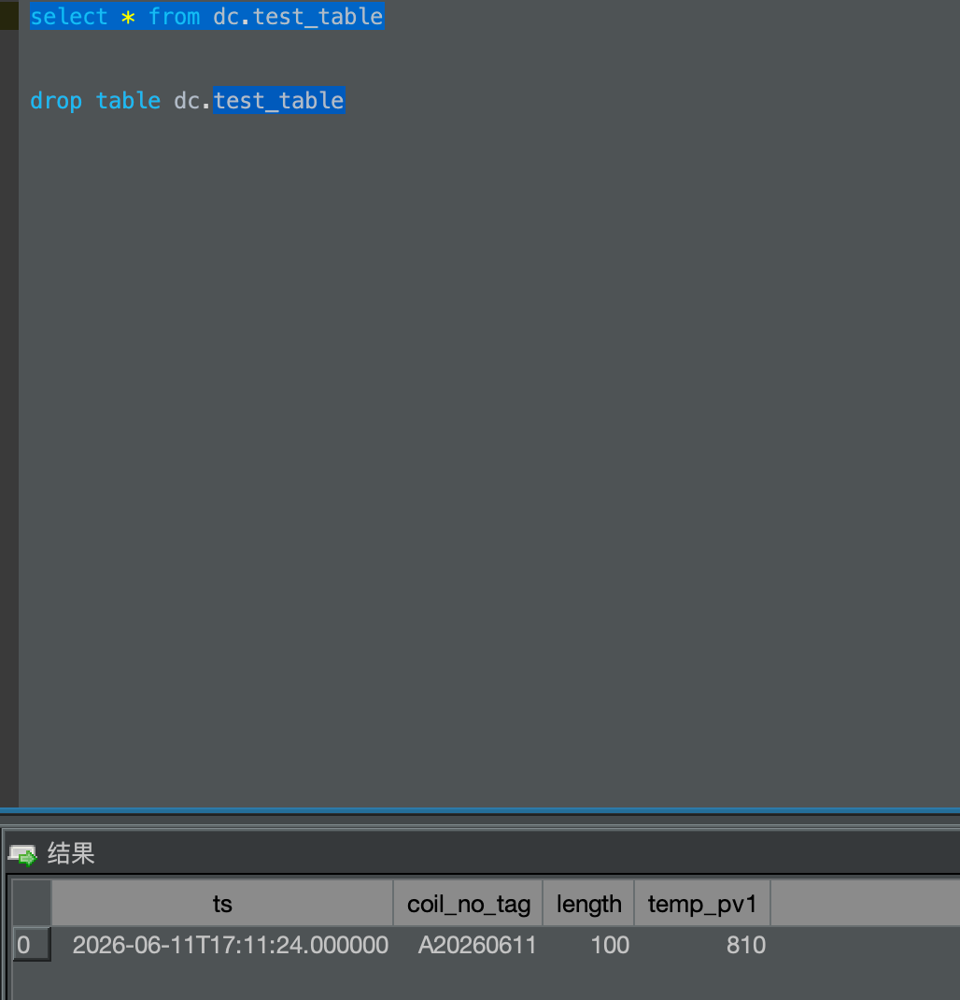 select * from dc.test_table
drop table dc.test_table
结果
ts coil_no_tag length temp_pv1
0 2026-06-11T17:11:24.000000 A20260611 100 810